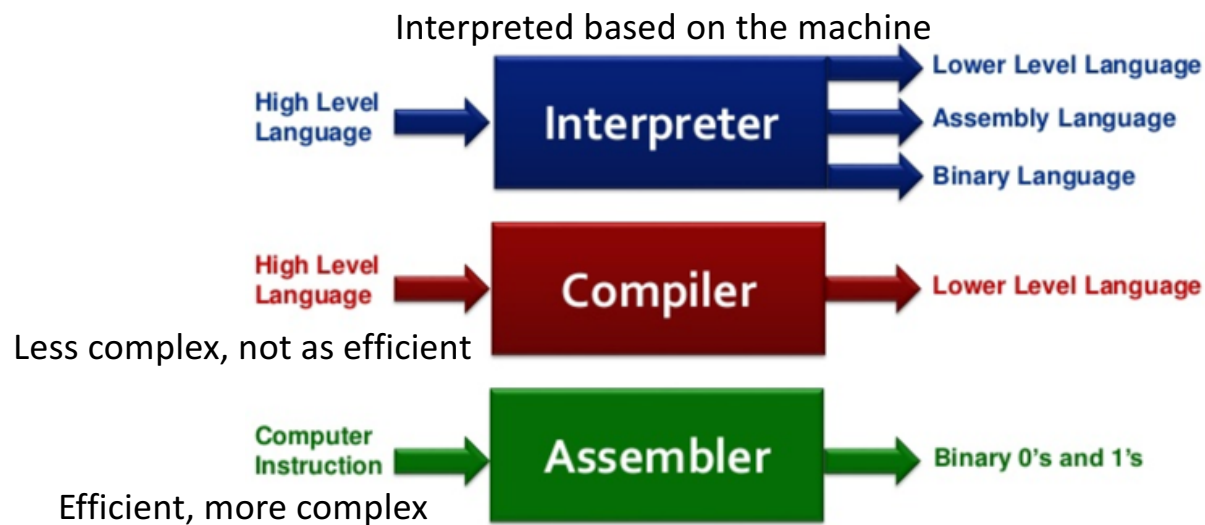 Interpreted based on the machine
High Level
Language
Interpreter
Lower Level Language
Assembly Language
Binary Language
High Level
Language
Compiler
Lower Level Language
Less complex, not as efficient
Computer
Instruction
Assembler
Binary 0's and 1's
Efficient, more complex